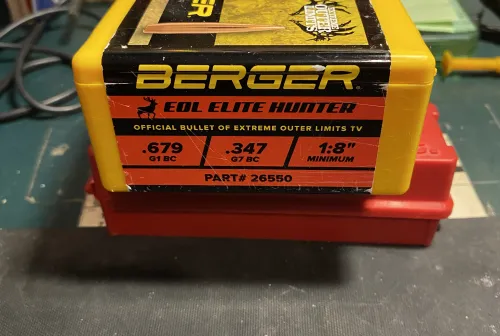 BERGER
BERGER
EOL ELITE HUNTER
OFFICIAL BULLET OF EXTREME OUTER LIMITS TV
.679 .347 1:8"
G1 BC G7 BC MINIMUM
PART# 26550